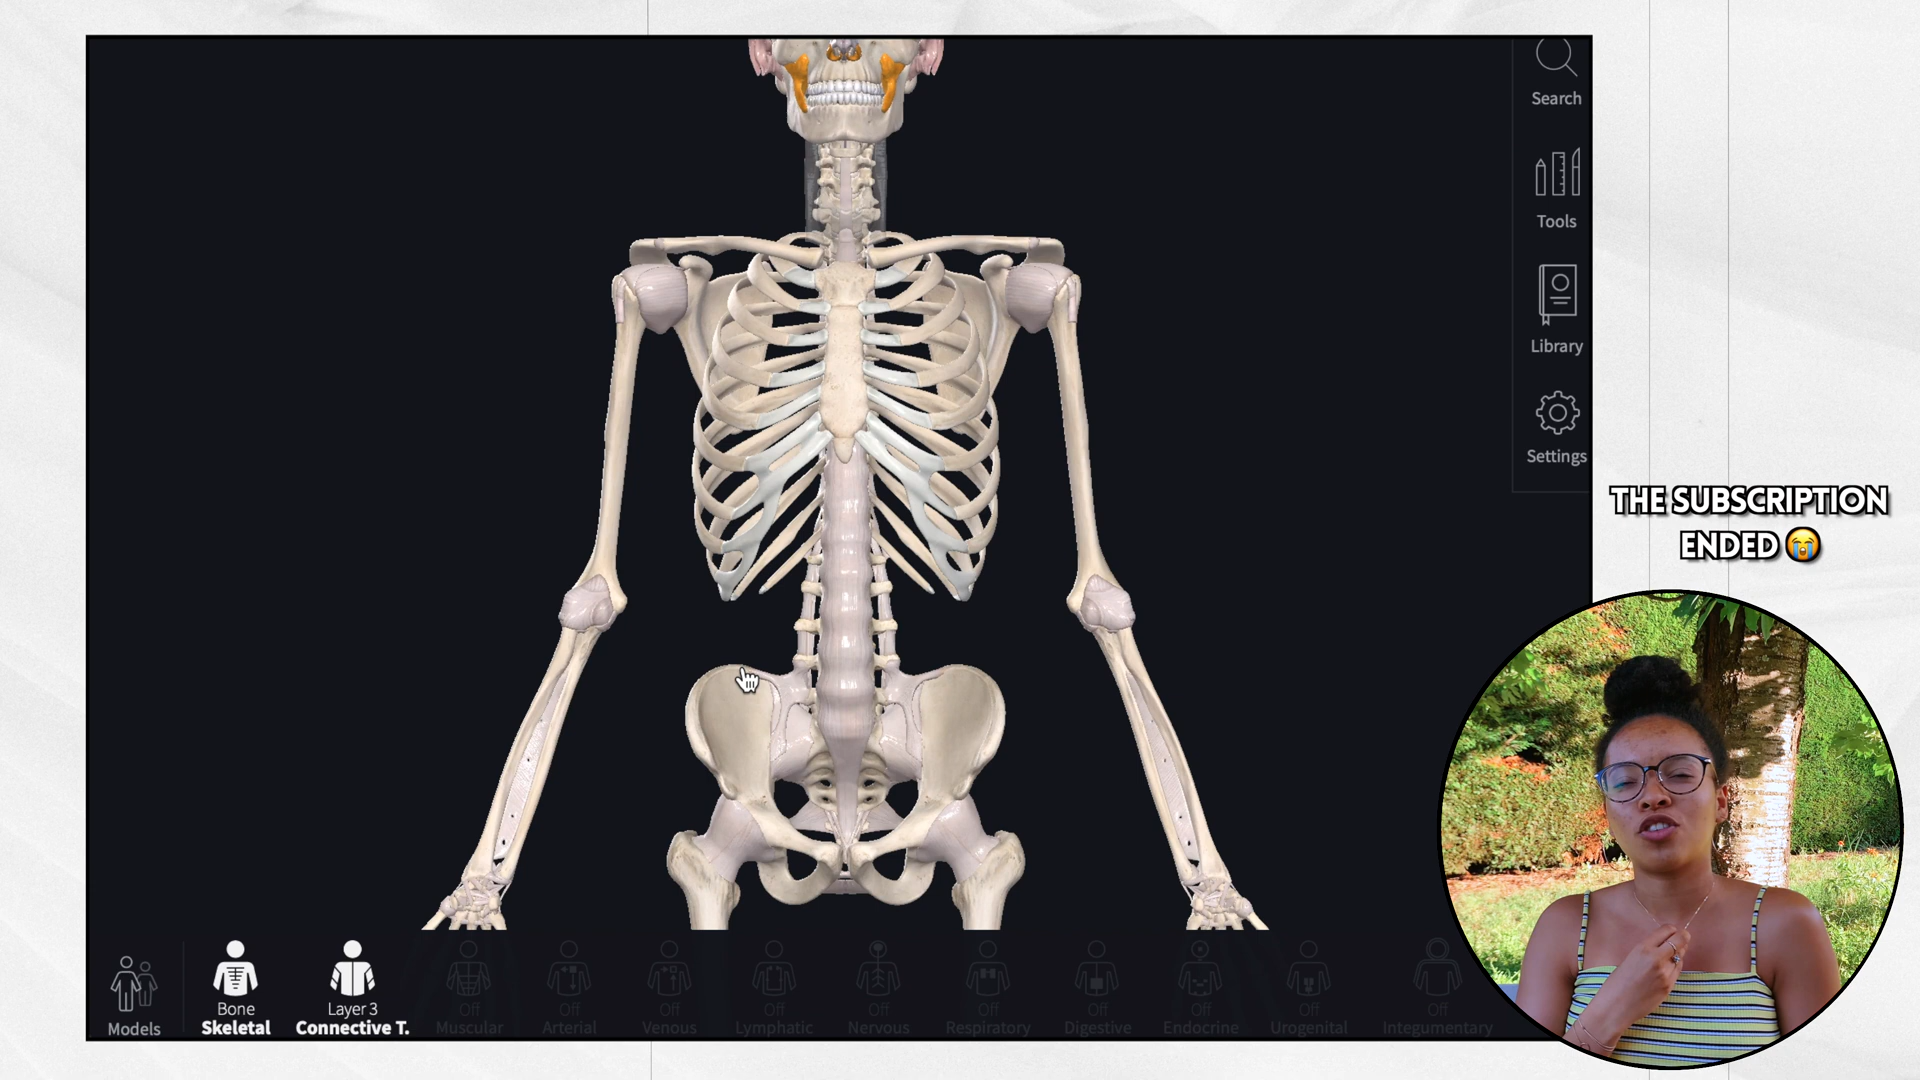 Search
Tools
Library
Settings
THE SUBSCRIPTION
ENDED 😭
Models
Bone
Skeletal
Layer 3
Connective T.
Off
Muscular
Off
Arterial
Off
Venous
Off
Lymphatic
Off
Nervous
Off
Respiratory
Off
Digestive
Off
Endocrine
Off
Urogenital
Off
Integumentary